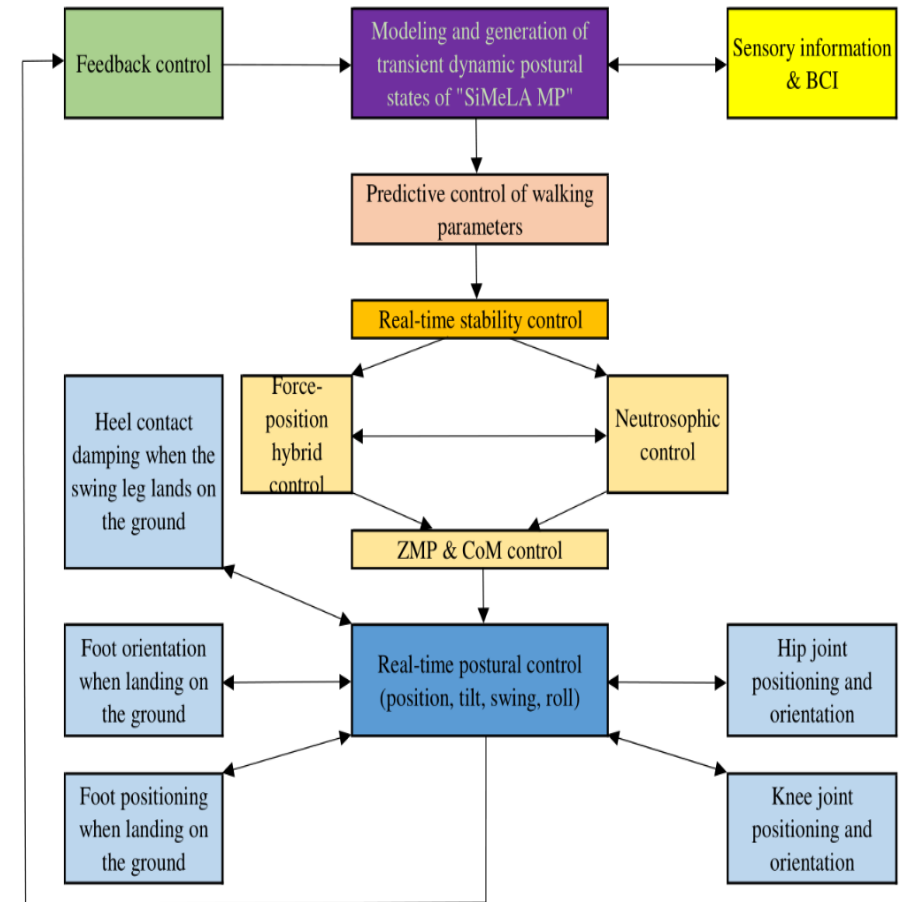 Feedback control
Modeling and generation of
transient dynamic postural
states of "SiMeLA MP"
Sensory information
& BCI
Predictive control of walking
parameters
Real-time stability control
Heel contact
damping when the
swing leg lands on
the ground
Force-
position
hybrid
control
Neutrosophic
control
ZMP & CoM control
Foot orientation
when landing on
the ground
Real-time postural control
(position, tilt, swing, roll)
Hip joint
positioning and
orientation
Foot positioning
when landing on
the ground
Knee joint
positioning and
orientation